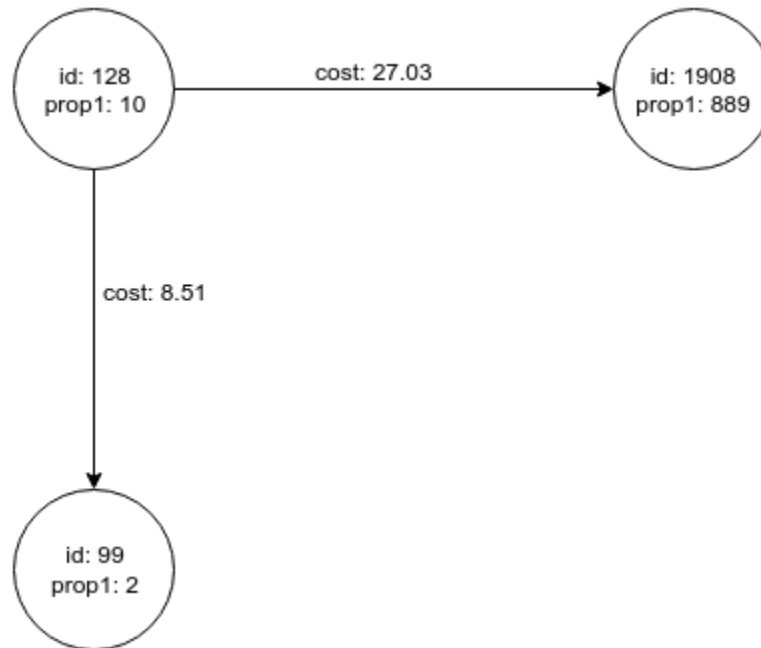 id: 128
prop1: 10
cost: 27.03
id: 1908
prop1: 889
cost: 8.51
id: 99
prop1: 2